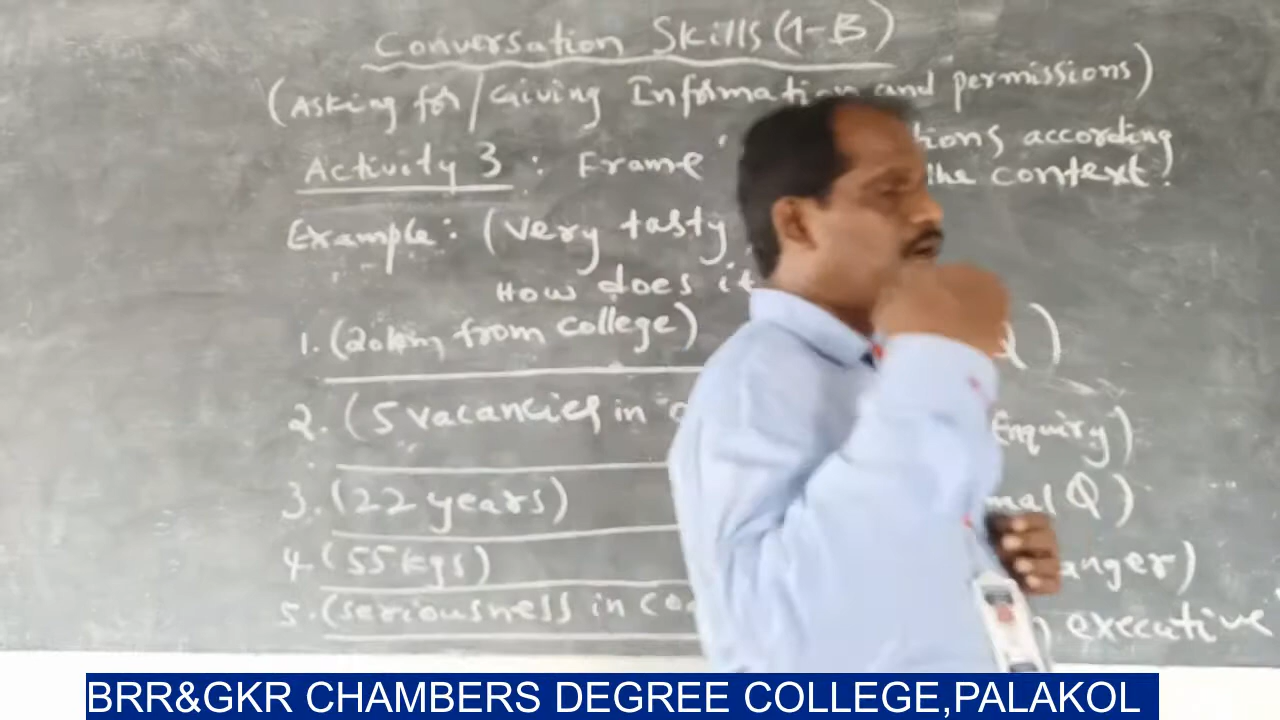 Conversation Skills (1-B)
(Asking for/Giving Information and permissions)
Activity 3 : Frame ' tions according
the context!
Example : (very tasty
How does it
1. (20km from college)
Q)
2. (5 vacancies in
Enquiry)
3. (22 years)
mal Q)
4 (55 kgs)
anger)
5. (seriousness in co
executive
BRR&GKR CHAMBERS DEGREE COLLEGE,PALAKOL